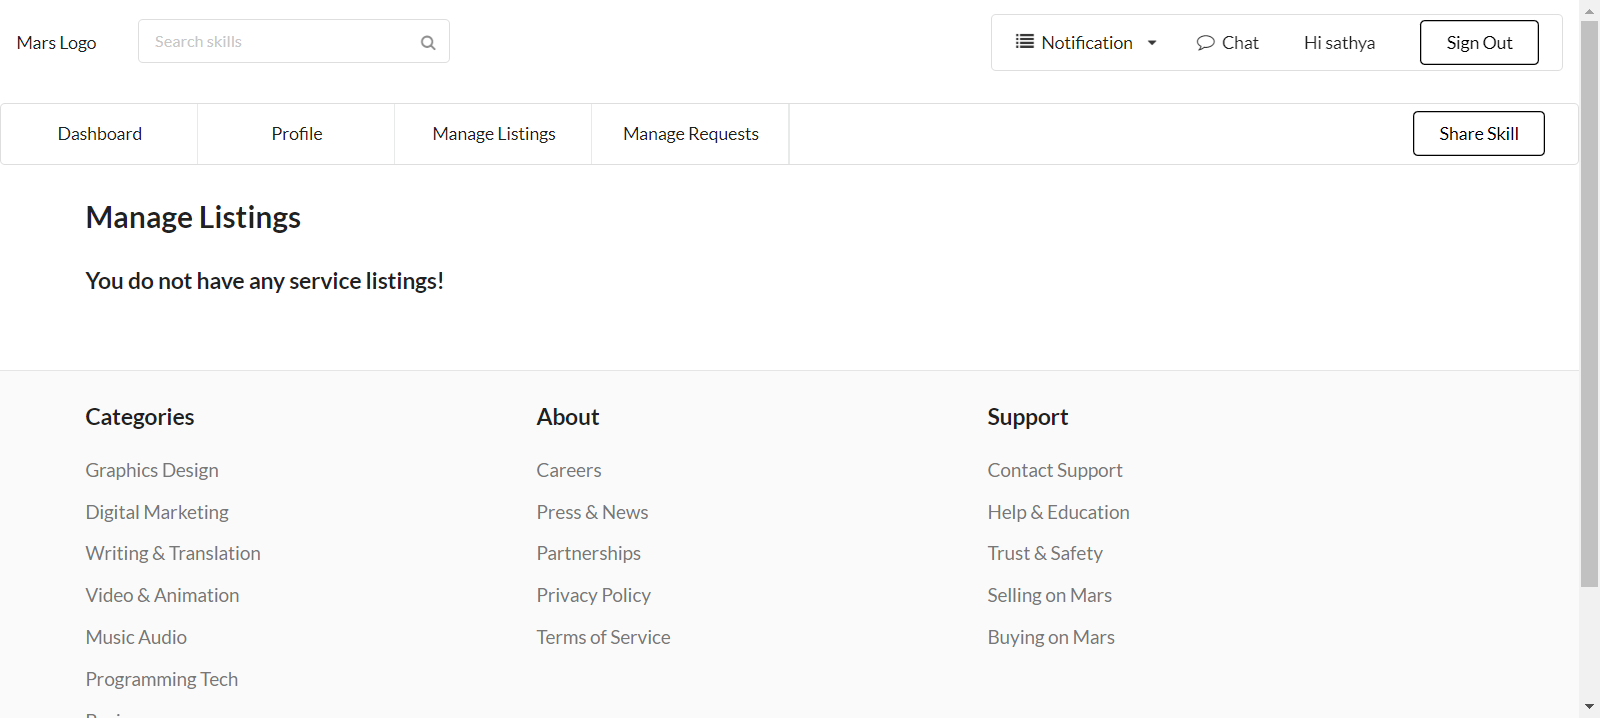 Mars Logo
Search skills
Notification
Chat
Hi sathya
Sign Out
Dashboard
Profile
Manage Listings
Manage Requests
Share Skill
Manage Listings
You do not have any service listings!
Categories
Graphics Design
Digital Marketing
Writing & Translation
Video & Animation
Music Audio
Programming Tech
About
Careers
Press & News
Partnerships
Privacy Policy
Terms of Service
Support
Contact Support
Help & Education
Trust & Safety
Selling on Mars
Buying on Mars